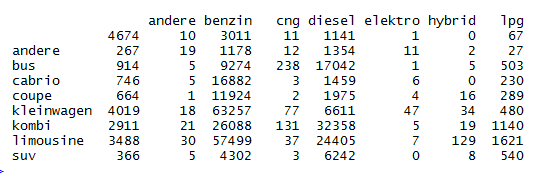 andere benzin cng diesel elektro hybrid lpg
4674 10 3011 11 1141 1 0 67
andere 267 19 1178 12 1354 11 2 27
bus 914 5 9274 238 17042 1 5 503
cabrio 746 5 16882 3 1459 6 0 230
coupe 664 1 11924 2 1975 4 16 289
kleinwagen 4019 18 63257 77 6611 47 34 480
kombi 2911 21 26088 131 32358 5 19 1140
limousine 3488 30 57499 37 24405 7 129 1621
suv 366 5 4302 3 6242 0 8 540
>